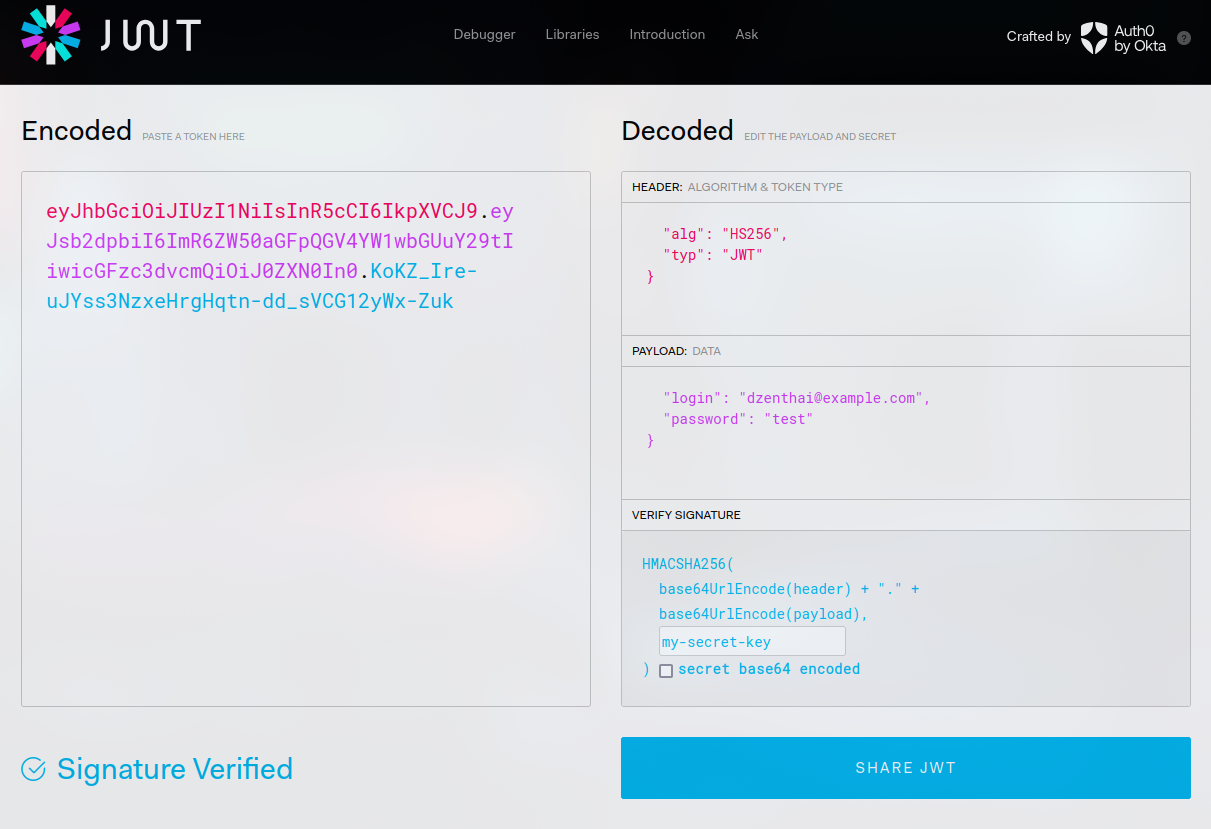 JWT
Debugger Libraries Introduction Ask
Crafted by Auth0 by Okta ?
Encoded PASTE A TOKEN HERE
eyJhbGciOiJIUzI1NiIsInR5cCI6IkpXVCJ9.ey
Jsb2dpbiI6ImR6ZW50aGFpQGV4YW1wbGUuY29tI
iwicGFzc3dvcmQiOiJ0ZXN0In0.KoKZ_Ire-
uJYss3NzxeHrgHqtn-dd_sVCG12yWx-Zuk
Decoded EDIT THE PAYLOAD AND SECRET
HEADER: ALGORITHM & TOKEN TYPE
"alg": "HS256",
"typ": "JWT"
}
PAYLOAD: DATA
"login": "dzenthai@example.com",
"password": "test"
}
VERIFY SIGNATURE
HMACSHA256(
base64UrlEncode(header) + "." +
base64UrlEncode(payload),
my-secret-key
) secret base64 encoded
Signature Verified
SHARE JWT